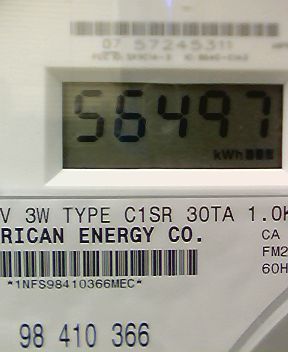 07 57245311
56497
kWh
V 3W TYPE C1SR 30TA 1.0K
RICAN ENERGY CO.
CA
FM2
60H
*1NFS98410366MEC*
98 410 366